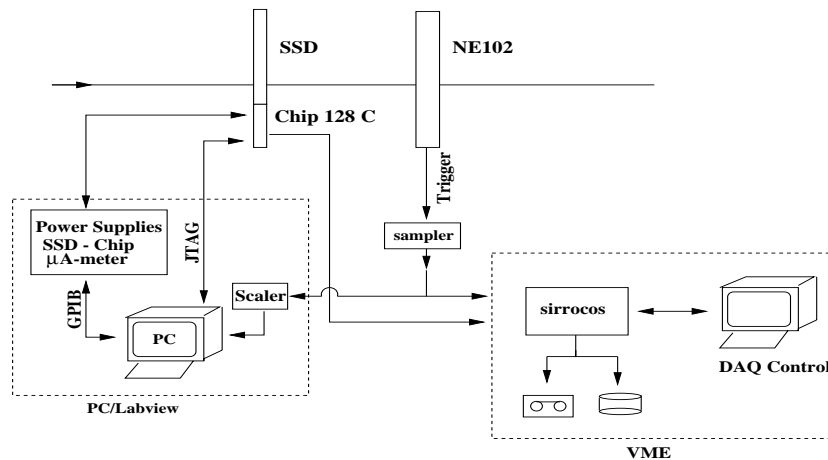 SSD
NE102
Chip 128 C
Trigger
Power Supplies
SSD - Chip
µA-meter
JTAG
sampler
GPIB
Scaler
PC
sirrocos
DAQ Control
PC/Labview
VME